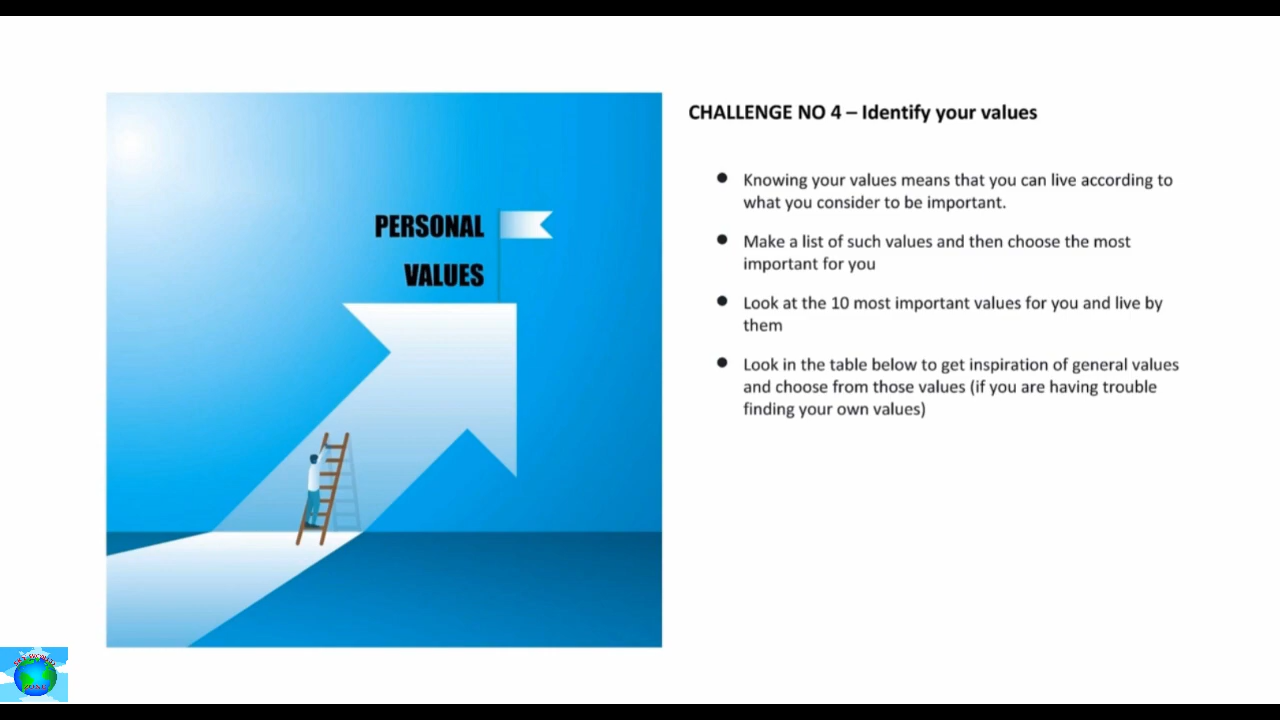 CHALLENGE NO 4 – Identify your values
PERSONAL
VALUES
● Knowing your values means that you can live according to
what you consider to be important.
● Make a list of such values and then choose the most
important for you
● Look at the 10 most important values for you and live by
them
● Look in the table below to get inspiration of general values
and choose from those values (if you are having trouble
finding your own values)
SKY WORLD
ZONE